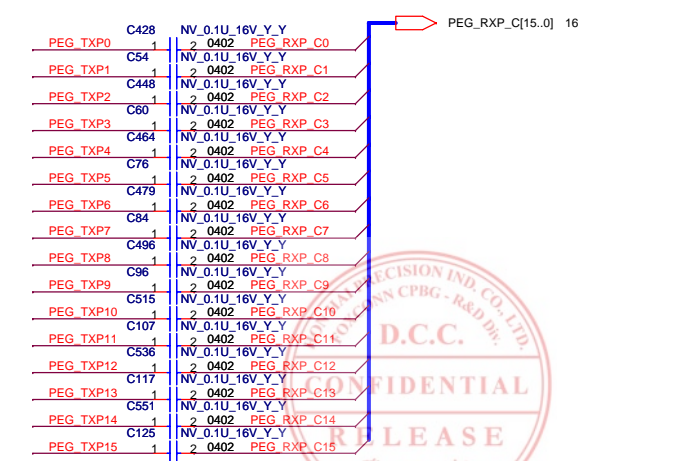 C428 NV_0.1U_16V_Y_Y PEG_RXP_C[15..0] 16
PEG_TXP0 1 2 0402 PEG_RXP_C0
C54 NV_0.1U_16V_Y_Y
PEG_TXP1 1 2 0402 PEG_RXP_C1
C448 NV_0.1U_16V_Y_Y
PEG_TXP2 1 2 0402 PEG_RXP_C2
C60 NV_0.1U_16V_Y_Y
PEG_TXP3 1 2 0402 PEG_RXP_C3
C464 NV_0.1U_16V_Y_Y
PEG_TXP4 1 2 0402 PEG_RXP_C4
C76 NV_0.1U_16V_Y_Y
PEG_TXP5 1 2 0402 PEG_RXP_C5
C479 NV_0.1U_16V_Y_Y
PEG_TXP6 1 2 0402 PEG_RXP_C6
C84 NV_0.1U_16V_Y_Y
PEG_TXP7 1 2 0402 PEG_RXP_C7
C496 NV_0.1U_16V_Y_Y
PEG_TXP8 1 2 0402 PEG_RXP_C8
C96 NV_0.1U_16V_Y_Y
PEG_TXP9 1 2 0402 PEG_RXP_C9
C515 NV_0.1U_16V_Y_Y
PEG_TXP10 1 2 0402 PEG_RXP_C10
C107 NV_0.1U_16V_Y_Y
PEG_TXP11 1 2 0402 PEG_RXP_C11
C536 NV_0.1U_16V_Y_Y
PEG_TXP12 1 2 0402 PEG_RXP_C12
C117 NV_0.1U_16V_Y_Y
PEG_TXP13 1 2 0402 PEG_RXP_C13
C551 NV_0.1U_16V_Y_Y
PEG_TXP14 1 2 0402 PEG_RXP_C14
C125 NV_0.1U_16V_Y_Y
PEG_TXP15 1 2 0402 PEG_RXP_C15
PRECISION IND. CO., LTD.
FOXCONN CPBG - R&D Div.
D.C.C.
CONFIDENTIAL
RELEASE